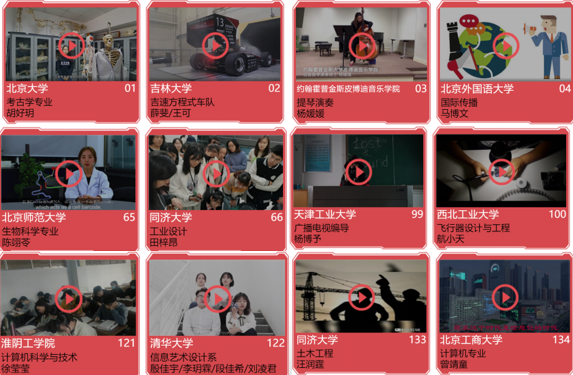 北京大学 01
考古学专业
胡好玥
吉林大学 02
吉速方程式车队
薛斐/王可
约翰霍普金斯皮博迪音乐学院 03
提琴演奏
杨媛媛
北京外国语大学 04
国际传播
马博文
北京师范大学 65
生物科学专业
陈翊苓
同济大学 66
工业设计
田梓昂
天津工业大学 99
广播电视编导
杨博予
西北工业大学 100
飞行器设计与工程
航小天
淮阴工学院 121
计算机科学与技术
徐莹莹
清华大学 122
信息艺术设计系
殷佳宇/李玥霖/段佳希/刘凌君
同济大学 133
土木工程
汪润霆
北京工商大学 134
计算机专业
曾靖童